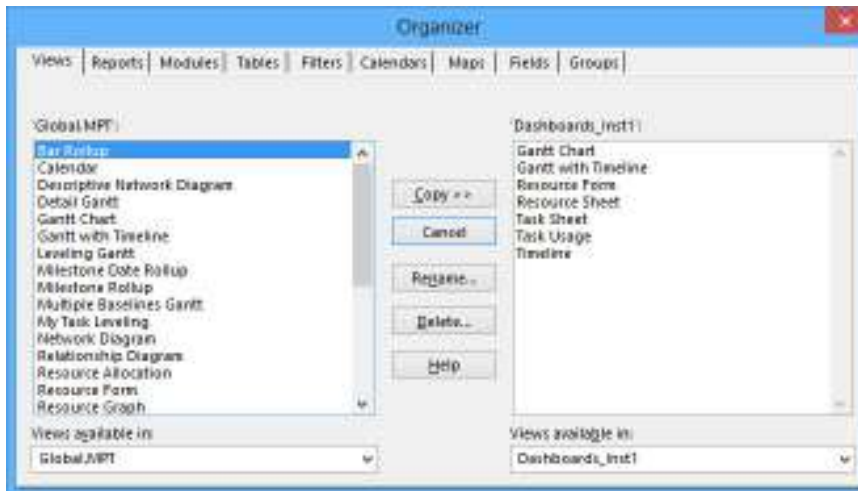 Organizer
Views Reports Modules Tables Filters Calendars Maps Fields Groups
'Global.MPT':
Bar Rollup
Calendar
Descriptive Network Diagram
Detail Gantt
Gantt Chart
Gantt with Timeline
Leveling Gantt
Milestone Date Rollup
Milestone Rollup
Multiple Baselines Gantt
My Task Leveling
Network Diagram
Relationship Diagram
Resource Allocation
Resource Form
Resource Graph
Views available in:
Global.MPT
Copy >>
Cancel
Rename...
Delete...
Help
'Dashboards_Inst1':
Gantt Chart
Gantt with Timeline
Resource Form
Resource Sheet
Task Sheet
Task Usage
Timeline
Views available in:
Dashboards_Inst1